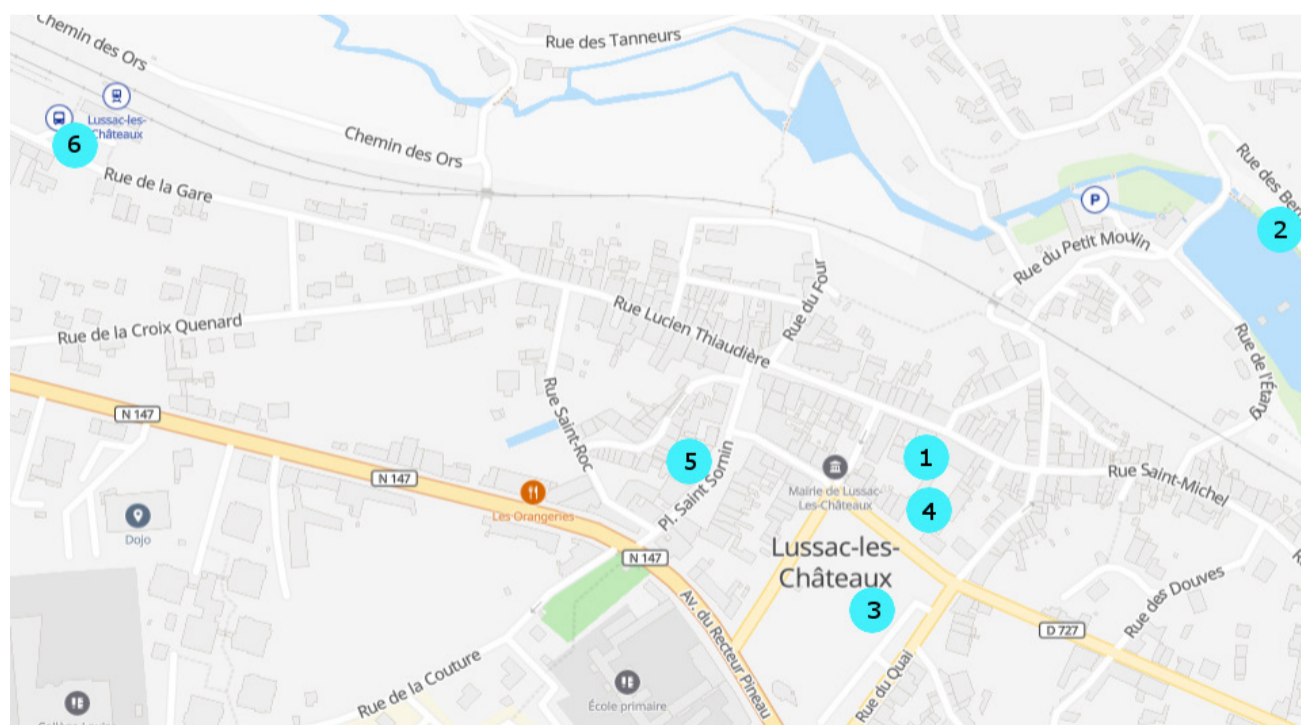 Chemin des Ors
Rue des Tanneurs
Lussac-les-
Châteaux
6
Chemin des Ors
Rue de la Gare
P
Rue des
2
Rue du Petit Moulin
Rue du Four
Rue Lucien Thiaudière
Rue de la Croix Quenard
Rue de l'Étang
N 147
Rue Saint-Roc
5
1
Rue Saint-Michel
N 147
Mairie de Lussac-
Les-Châteaux
Les Orangeries
Pl. Saint Sornin
4
Dojo
N 147
Lussac-les-
Châteaux
3
Rue des Douves
Av. du Recteur Pineau
D 727
Rue du Quai
Rue de la Couture
École primaire